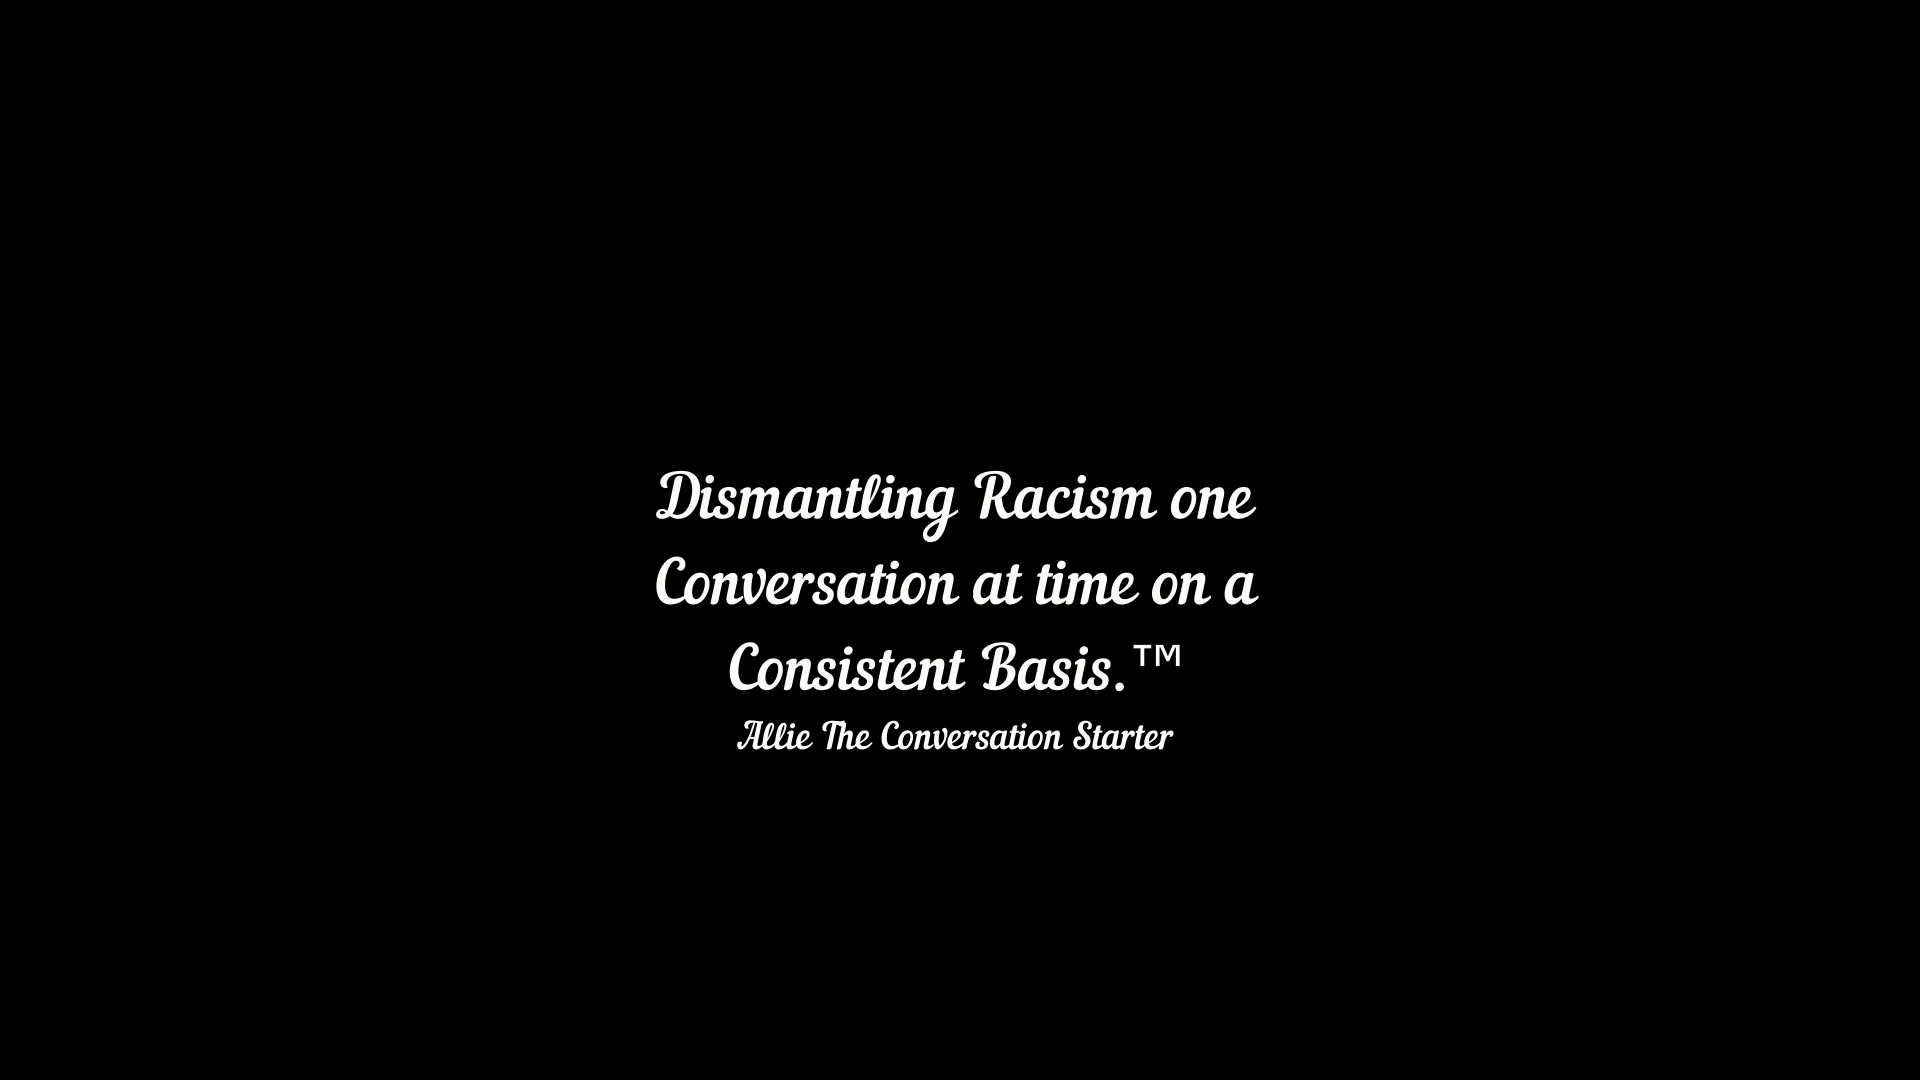 Dismantling Racism one
Conversation at time on a
Consistent Basis.™
Allie The Conversation Starter